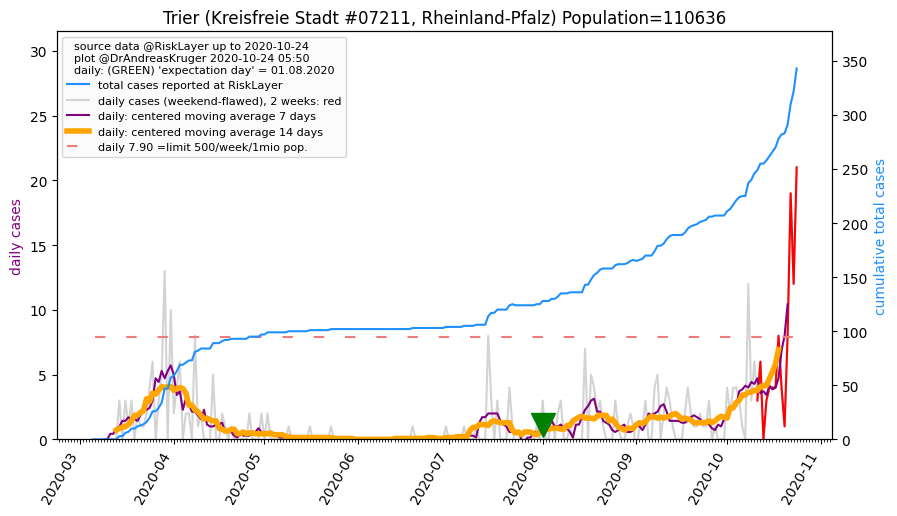 Trier (Kreisfreie Stadt #07211, Rheinland-Pfalz) Population=110636
source data @RiskLayer up to 2020-10-24
plot @DrAndreasKruger 2020-10-24 05:50
daily: (GREEN) 'expectation day' = 01.08.2020
total cases reported at RiskLayer
daily cases (weekend-flawed), 2 weeks: red
daily: centered moving average 7 days
daily: centered moving average 14 days
daily 7.90 =limit 500/week/1mio pop.
daily cases
30
25
20
15
10
5
0
cumulative total cases
350
300
250
200
150
100
50
0
2020-03
2020-04
2020-05
2020-06
2020-07
2020-08
2020-09
2020-10
2020-11